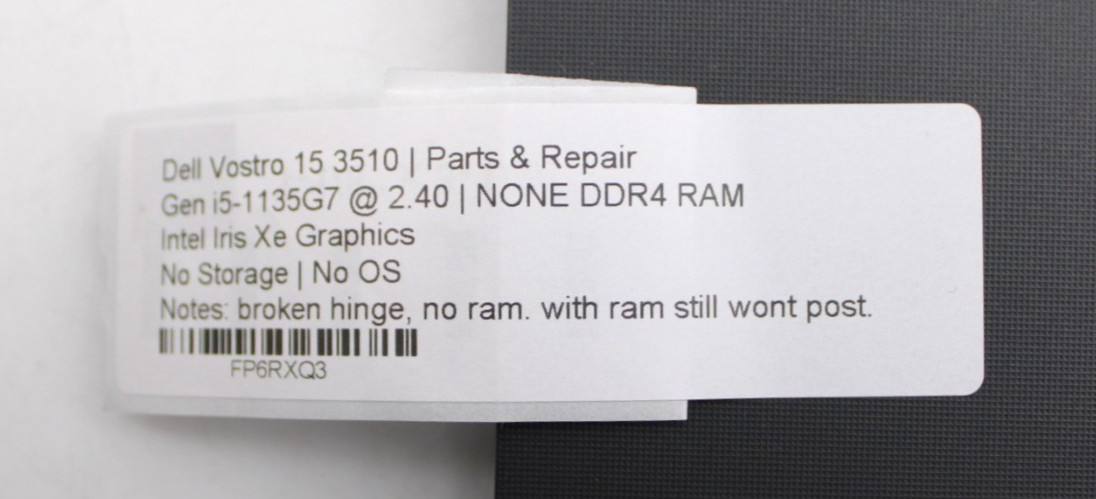 Dell Vostro 15 3510 | Parts & Repair
Gen i5-1135G7 @ 2.40 | NONE DDR4 RAM
Intel Iris Xe Graphics
No Storage | No OS
Notes: broken hinge, no ram. with ram still wont post.
FP6RXQ3